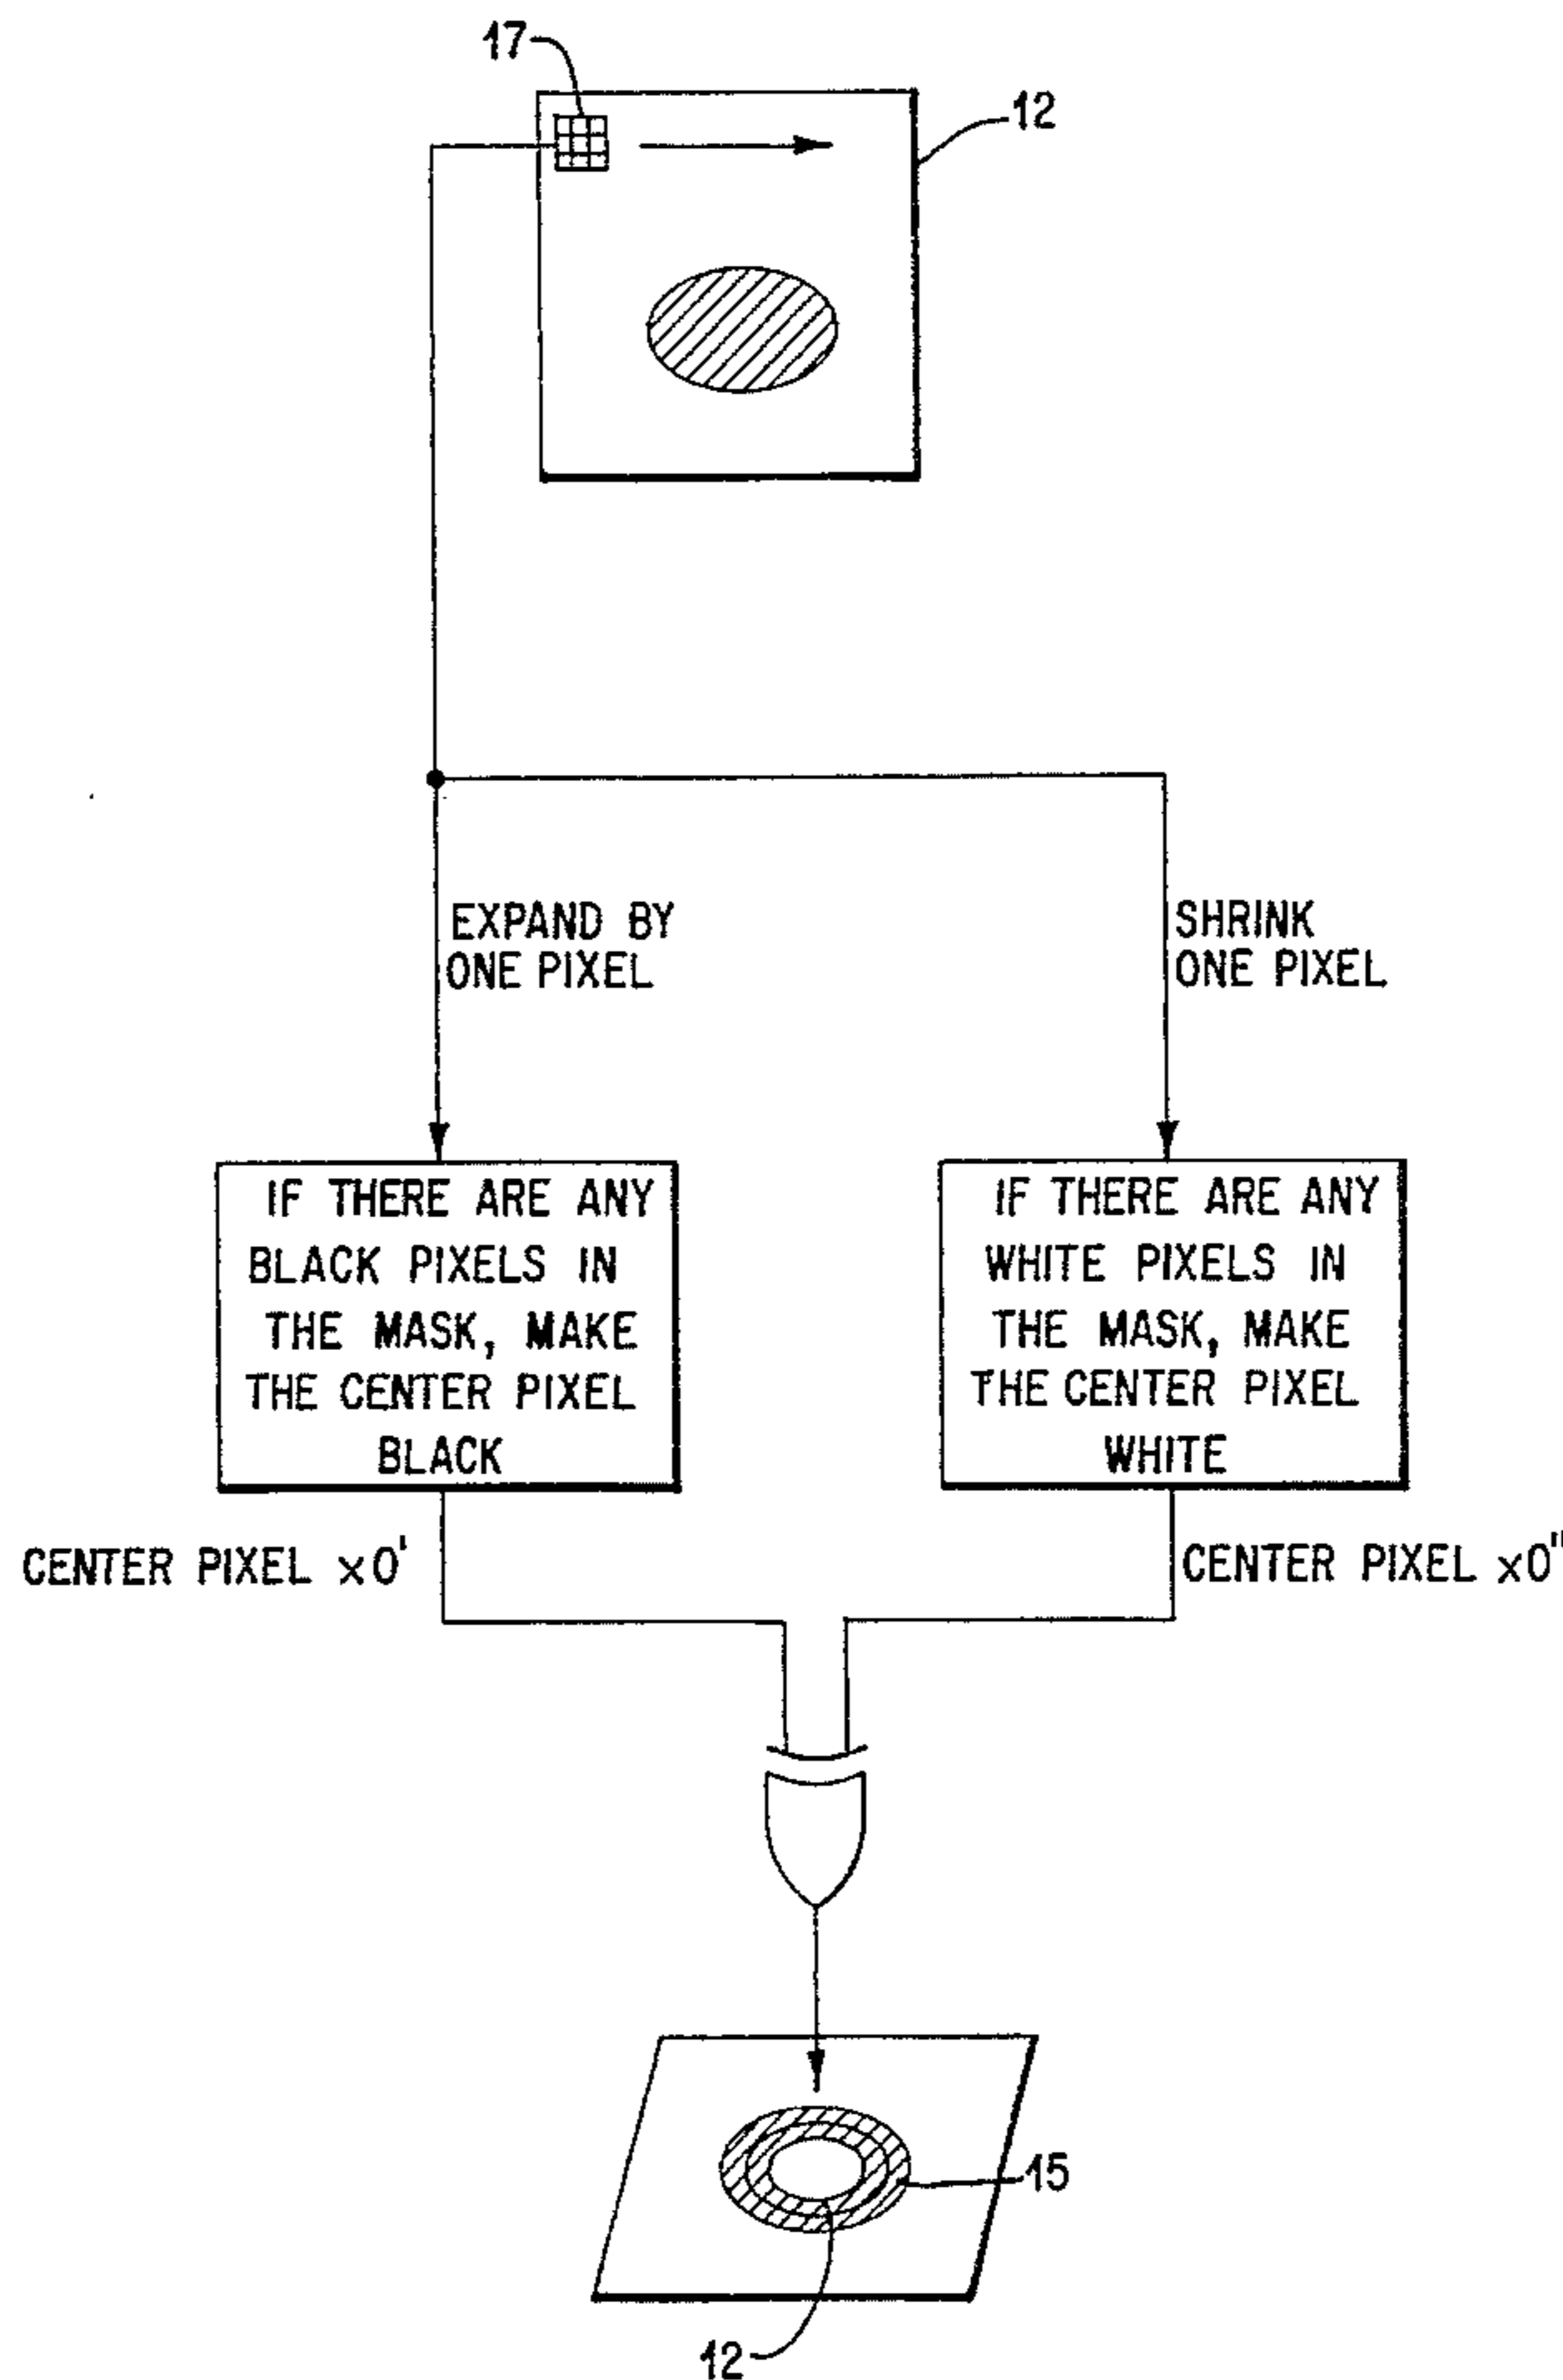 17
12
EXPAND BY
ONE PIXEL
SHRINK
ONE PIXEL
IF THERE ARE ANY
BLACK PIXELS IN
THE MASK, MAKE
THE CENTER PIXEL
BLACK
IF THERE ARE ANY
WHITE PIXELS IN
THE MASK, MAKE
THE CENTER PIXEL
WHITE
CENTER PIXEL x0'
CENTER PIXEL x0"
15
12